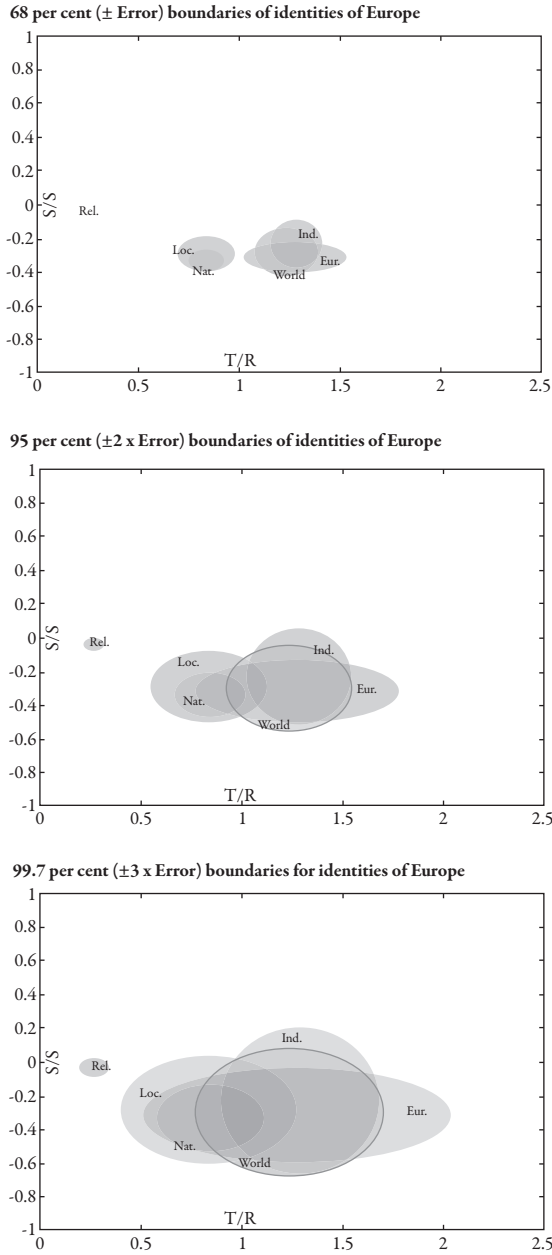 68 per cent (± Error) boundaries of identities of Europe
1
0.8
0.6
0.4
0.2
0
-0.2
-0.4
-0.6
-0.8
-1
S/S
Rel.
Ind.
Loc.
Eur.
Nat.
World
T/R
0 0.5 1 1.5 2 2.5
95 per cent (±2 x Error) boundaries of identities of Europe
1
0.8
0.6
0.4
0.2
0
-0.2
-0.4
-0.6
-0.8
-1
S/S
Rel.
Ind.
Loc.
Eur.
Nat.
World
T/R
0 0.5 1 1.5 2 2.5
99.7 per cent (±3 x Error) boundaries for identities of Europe
1
0.8
0.6
0.4
0.2
0
-0.2
-0.4
-0.6
-0.8
-1
S/S
Ind.
Rel.
Loc.
Eur.
Nat.
World
T/R
0 0.5 1 1.5 2 2.5